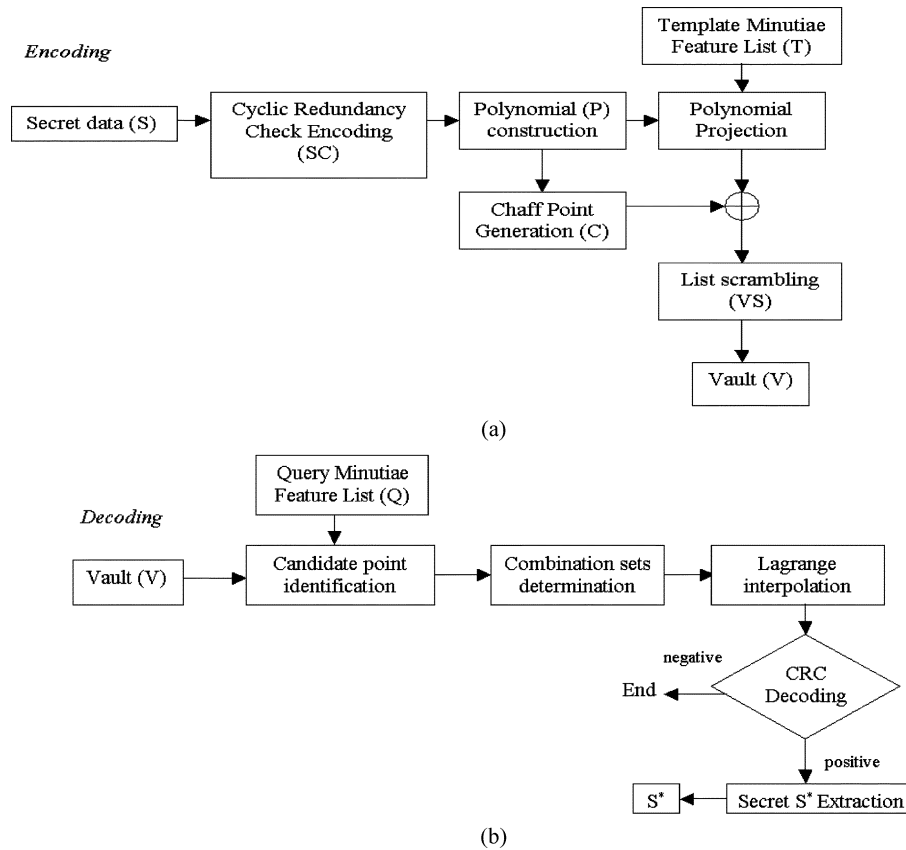 Encoding
Template Minutiae
Feature List (T)
Secret data (S)
Cyclic Redundancy
Check Encoding
(SC)
Polynomial (P)
construction
Polynomial
Projection
Chaff Point
Generation (C)
List scrambling
(VS)
Vault (V)
(a)
Decoding
Query Minutiae
Feature List (Q)
Vault (V)
Candidate point
identification
Combination sets
determination
Lagrange
interpolation
CRC
Decoding
negative
End
positive
Secret S* Extraction
S*
(b)